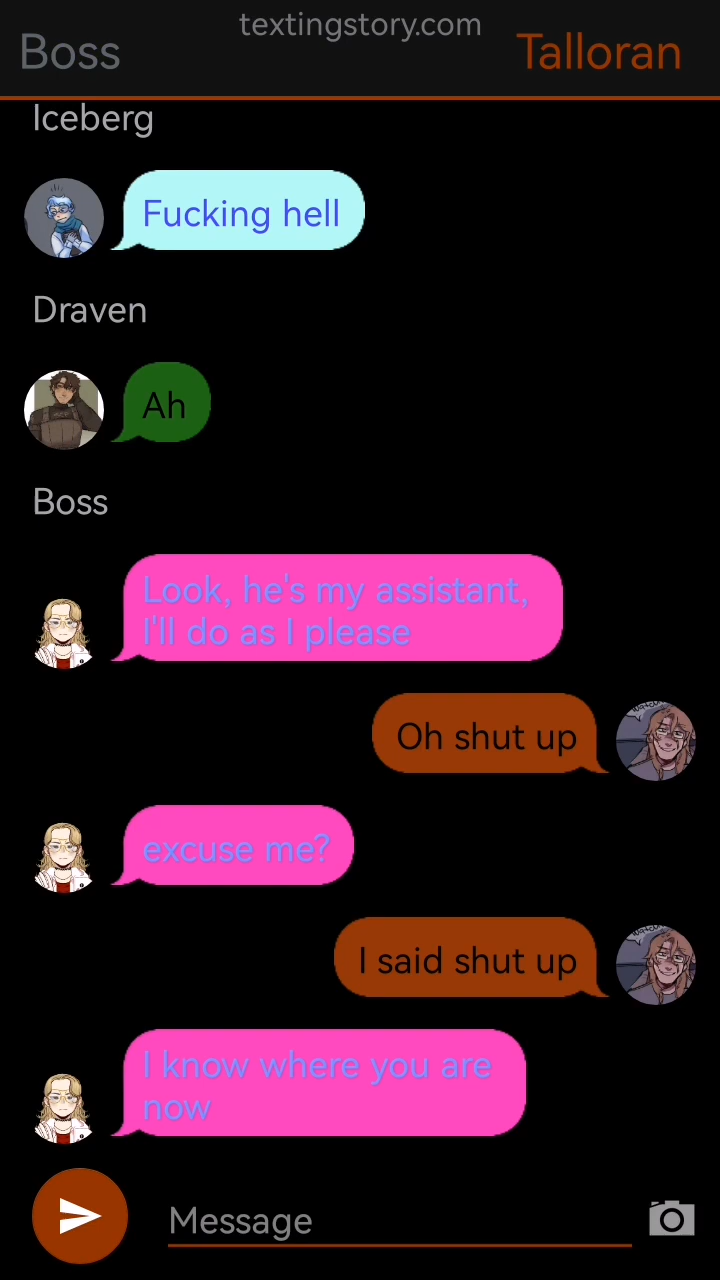 textingstory.com
Boss
Talloran
Iceberg
Fucking hell
Draven
Ah
Boss
Look, he's my assistant,
I'll do as I please
Oh shut up
excuse me?
I said shut up
I know where you are
now
Message